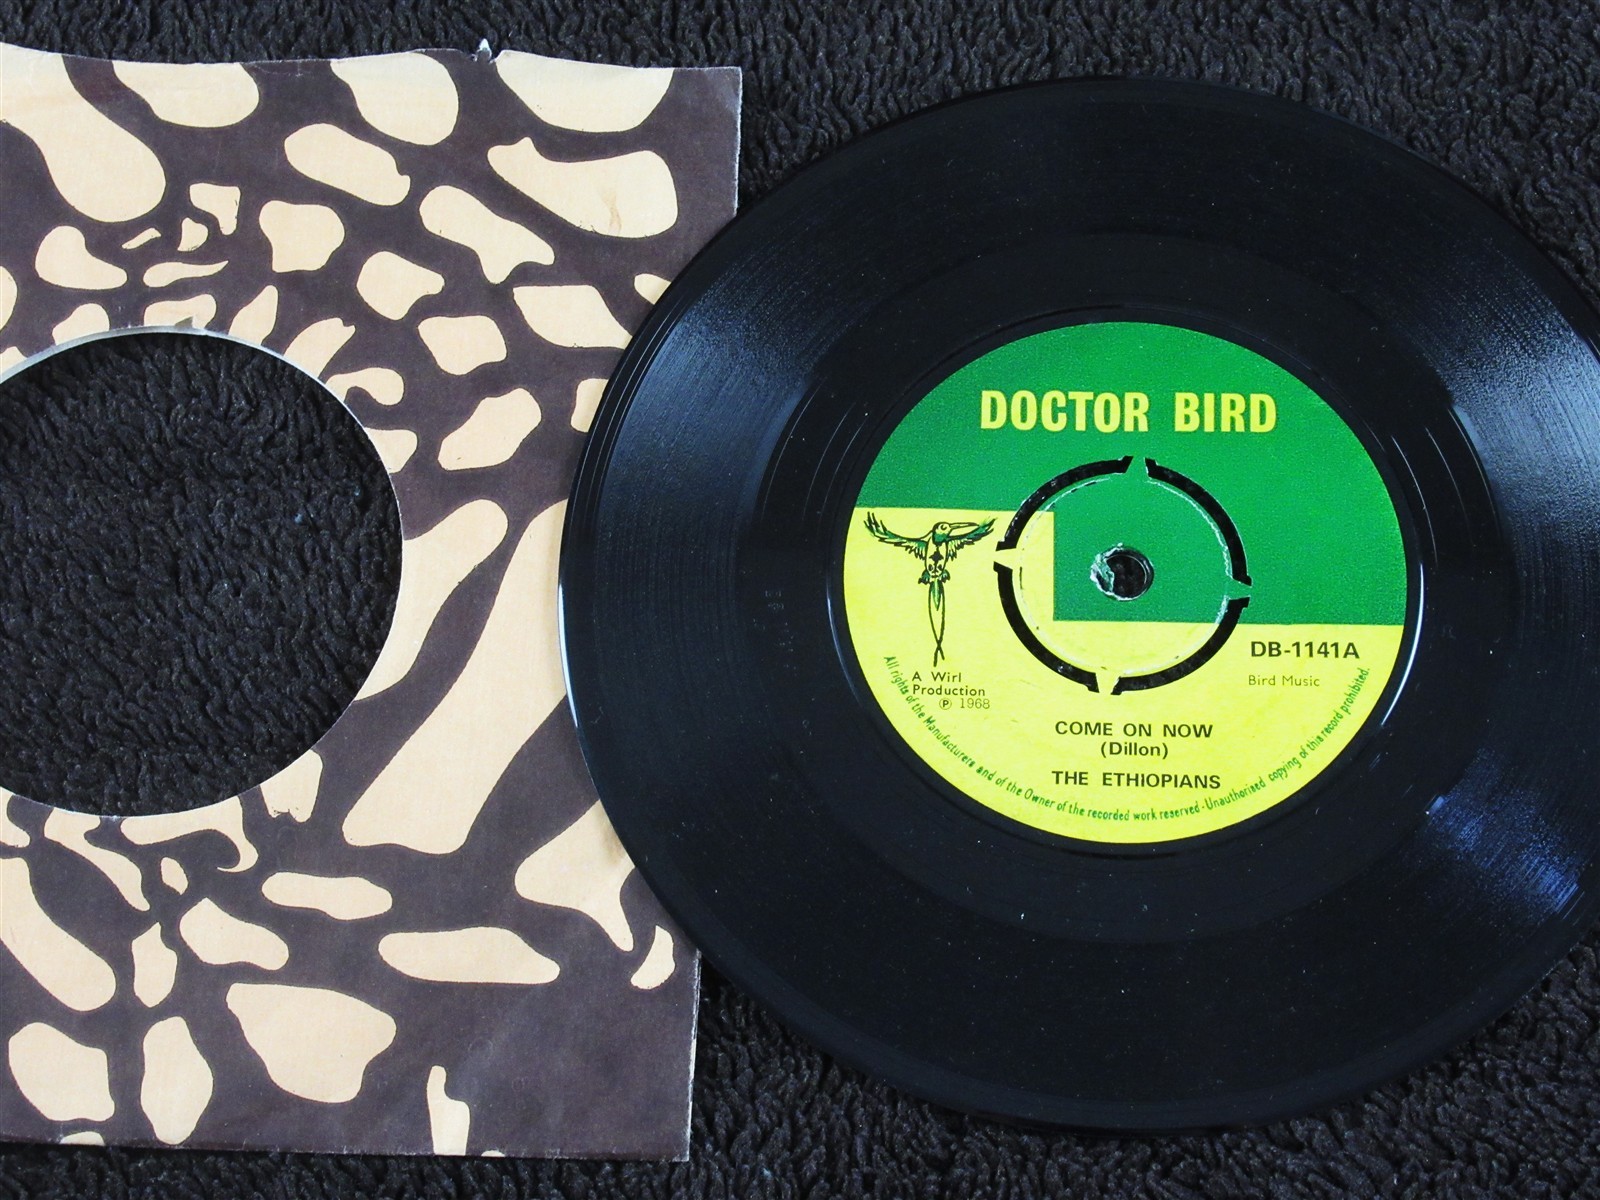 DOCTOR BIRD
DB-1141A
Bird Music
A Wirl
Production
℗ 1968
COME ON NOW
(Dillon)
THE ETHIOPIANS
All rights of the Manufacturers and of the Owner of the recorded work reserved - Unauthorised copying of this record prohibited.